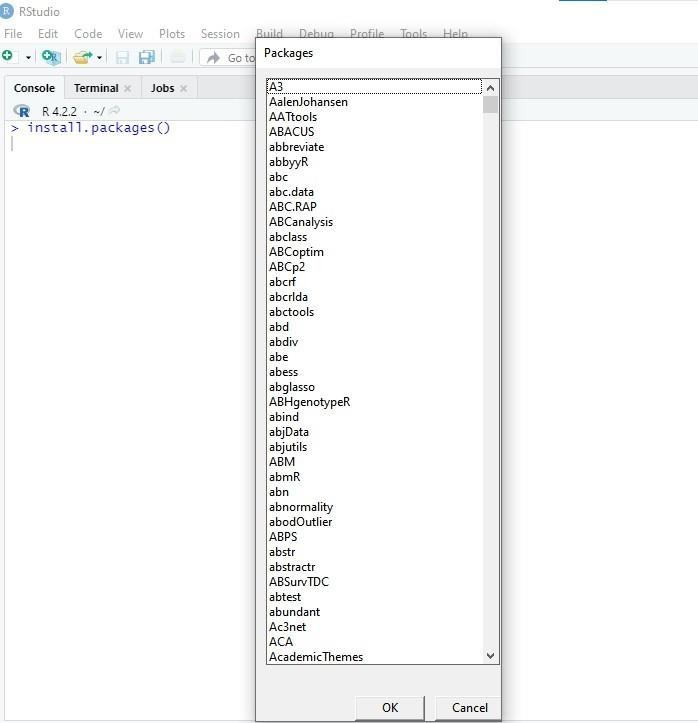 RStudio
File Edit Code View Plots Session Build Debug Profile Tools Help
Go to
Console Terminal Jobs
R 4.2.2 · ~/
> install.packages()
Packages
A3
AalenJohansen
AATtools
ABACUS
abbreviate
abbyyR
abc
abc.data
ABC.RAP
ABCanalysis
abclass
ABCoptim
ABCp2
abcrf
abcrlda
abctools
abd
abdiv
abe
abess
abglasso
ABHgenotypeR
abind
abjData
abjutils
ABM
abmR
abn
abnormality
abodOutlier
ABPS
abstr
abstractr
ABSurvTDC
abtest
abundant
Ac3net
ACA
AcademicThemes
OK Cancel